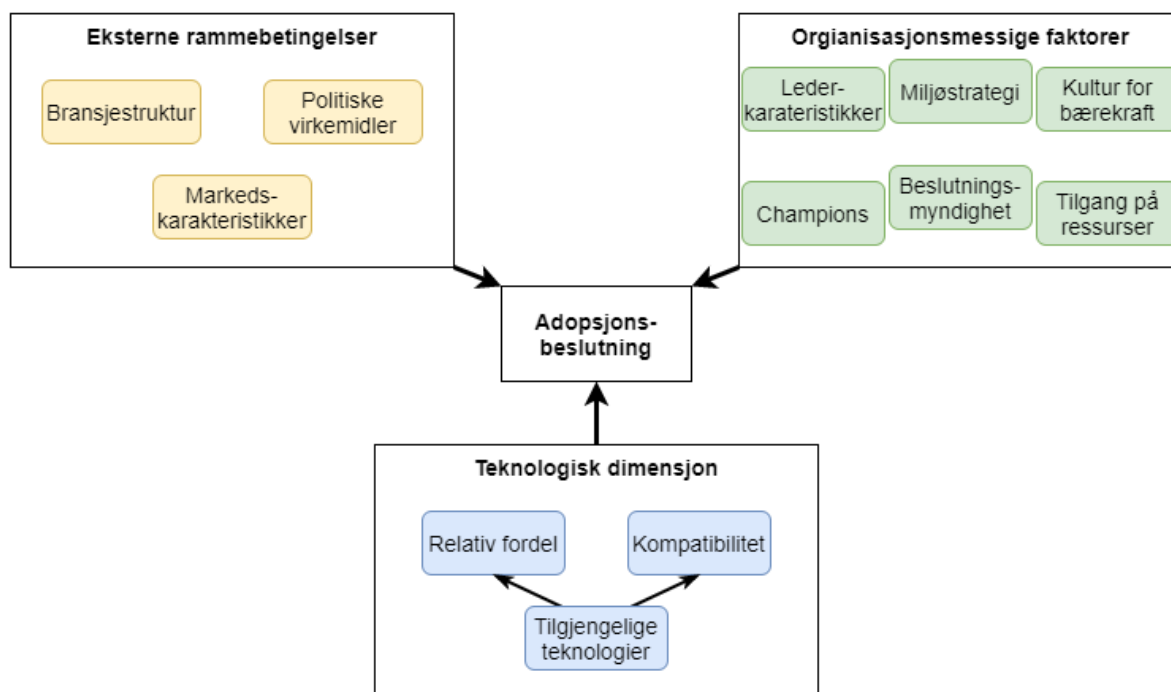 Eksterne rammebetingelser
Bransjestruktur
Politiske
virkemidler
Markeds-
karakteristikker
Orgianisasjonsmessige faktorer
Leder-
karateristikker
Miljøstrategi
Kultur for
bærekraft
Champions
Beslutnings-
myndighet
Tilgang på
ressurser
Adopsjons-
beslutning
Teknologisk dimensjon
Relativ fordel
Kompatibilitet
Tilgjengelige
teknologier